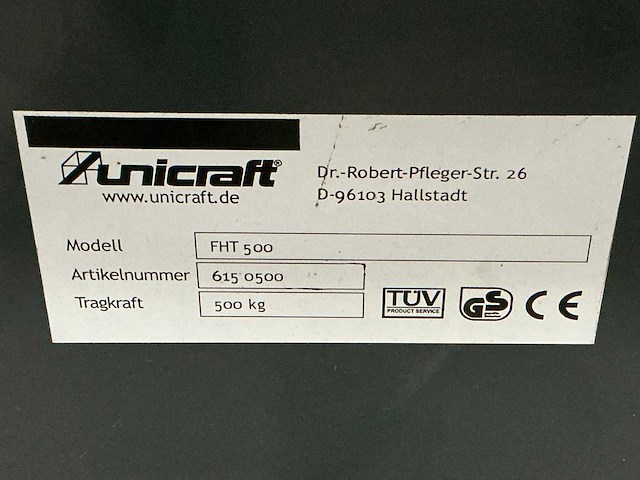 unicraft®
www.unicraft.de
Dr.-Robert-Pfleger-Str. 26
D-96103 Hallstadt
Modell FHT 500
Artikelnummer 615 0500
Tragkraft 500 kg
TÜV
PRODUCT SERVICE
GS
CE